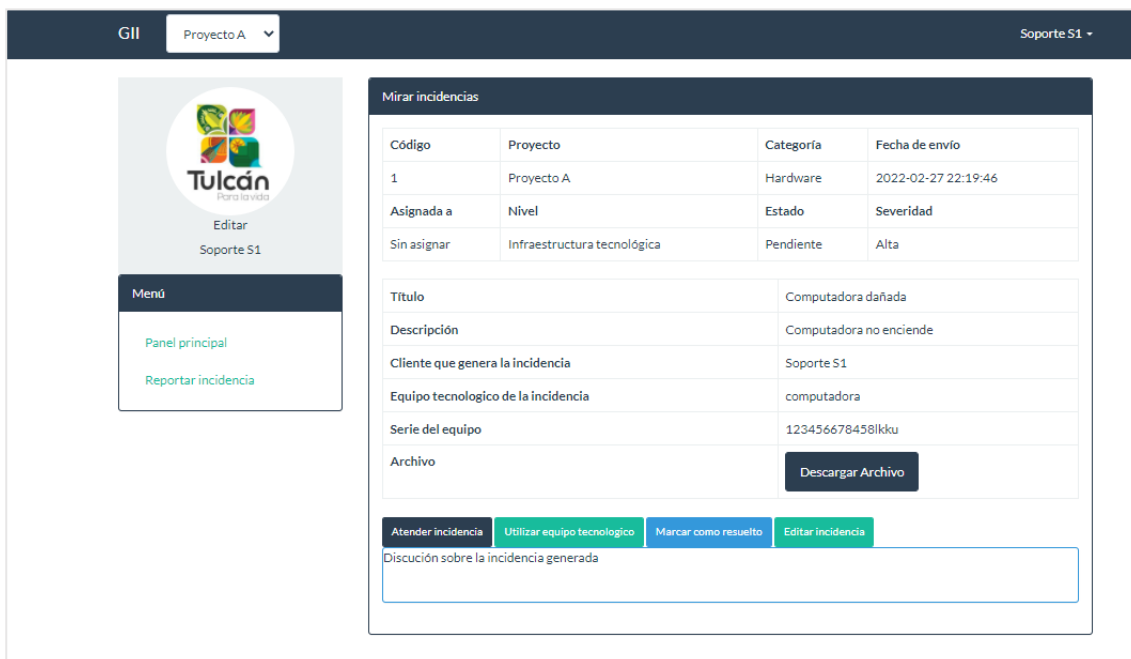 GII Proyecto A Soporte S1
Tulcán
Para la vida
Editar
Soporte S1
Menú
Panel principal
Reportar incidencia
Mirar incidencias
Código Proyecto Categoría Fecha de envío
1 Proyecto A Hardware 2022-02-27 22:19:46
Asignada a Nivel Estado Severidad
Sin asignar Infraestructura tecnológica Pendiente Alta
Título Computadora dañada
Descripción Computadora no enciende
Cliente que genera la incidencia Soporte S1
Equipo tecnologico de la incidencia computadora
Serie del equipo 123456678458lkku
Archivo Descargar Archivo
Atender incidencia Utilizar equipo tecnologico Marcar como resuelto Editar incidencia
Discución sobre la incidencia generada